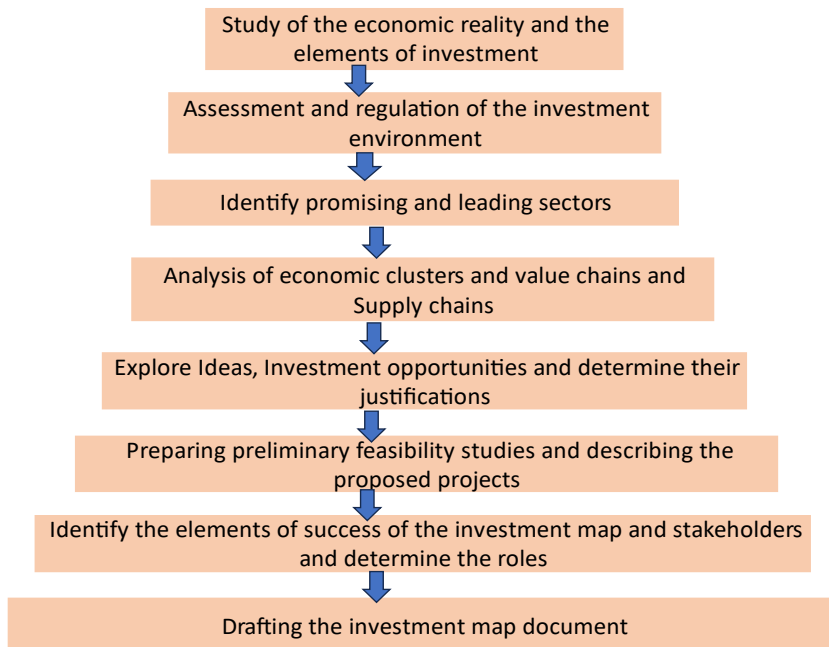 Study of the economic reality and the
elements of investment
Assessment and regulation of the investment
environment
Identify promising and leading sectors
Analysis of economic clusters and value chains and
Supply chains
Explore Ideas, Investment opportunities and determine their
justifications
Preparing preliminary feasibility studies and describing the
proposed projects
Identify the elements of success of the investment map and stakeholders
and determine the roles
Drafting the investment map document